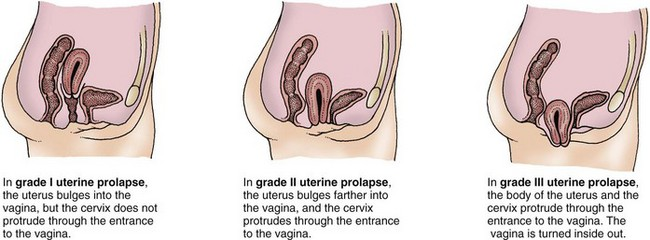 In grade I uterine prolapse,
the uterus bulges into the
vagina, but the cervix does not
protrude through the entrance
to the vagina.
In grade II uterine prolapse,
the uterus bulges farther into
the vagina, and the cervix
protrudes through the entrance
to the vagina.
In grade III uterine prolapse,
the body of the uterus and the
cervix protrude through the
entrance to the vagina. The
vagina is turned inside out.